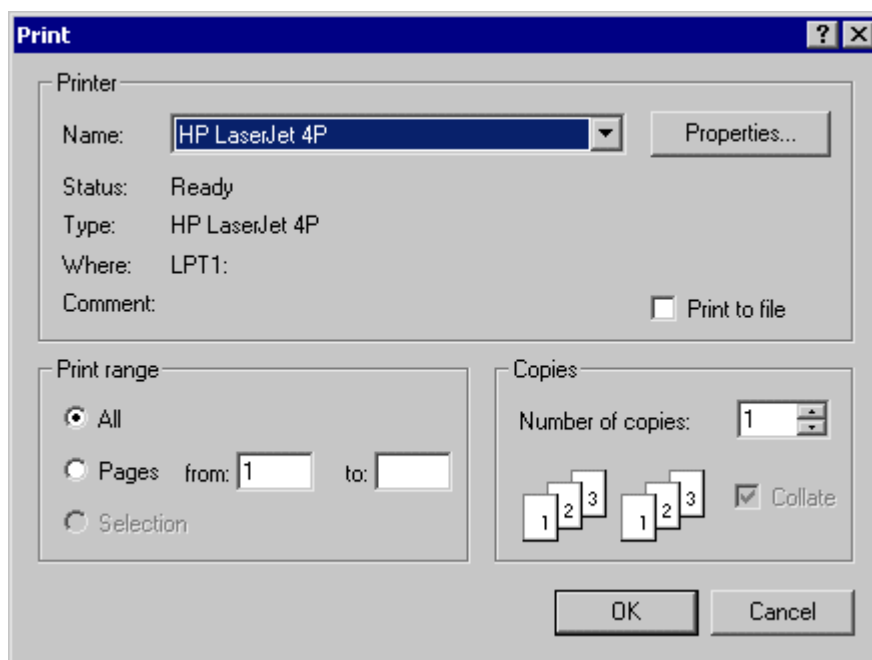 Print
Printer
Name: HP LaserJet 4P Properties...
Status: Ready
Type: HP LaserJet 4P
Where: LPT1:
Comment:
Print to file
Print range
All
Pages from: 1 to:
Selection
Copies
Number of copies: 1
1 2 3 1 2 3
Collate
OK Cancel